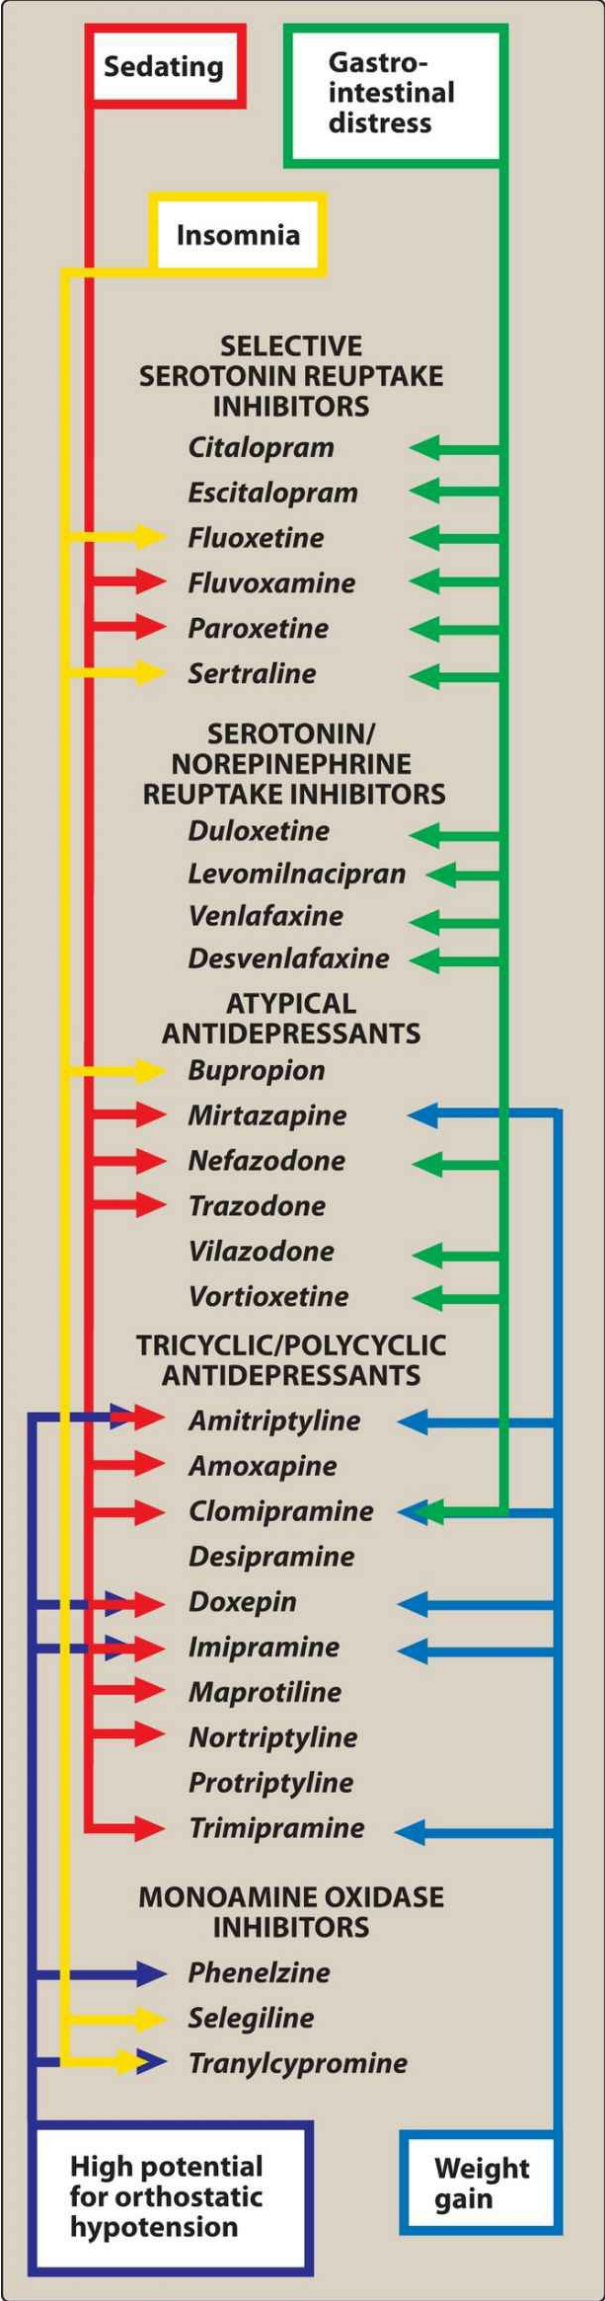 Sedating
Gastro-
intestinal
distress
Insomnia
SELECTIVE
SEROTONIN REUPTAKE
INHIBITORS
Citalopram
Escitalopram
Fluoxetine
Fluvoxamine
Paroxetine
Sertraline
SEROTONIN/
NOREPINEPHRINE
REUPTAKE INHIBITORS
Duloxetine
Levomilnacipran
Venlafaxine
Desvenlafaxine
ATYPICAL
ANTIDEPRESSANTS
Bupropion
Mirtazapine
Nefazodone
Trazodone
Vilazodone
Vortioxetine
TRICYCLIC/POLYCYCLIC
ANTIDEPRESSANTS
Amitriptyline
Amoxapine
Clomipramine
Desipramine
Doxepin
Imipramine
Maprotiline
Nortriptyline
Protriptyline
Trimipramine
MONOAMINE OXIDASE
INHIBITORS
Phenelzine
Selegiline
Tranylcypromine
High potential
for orthostatic
hypotension
Weight
gain